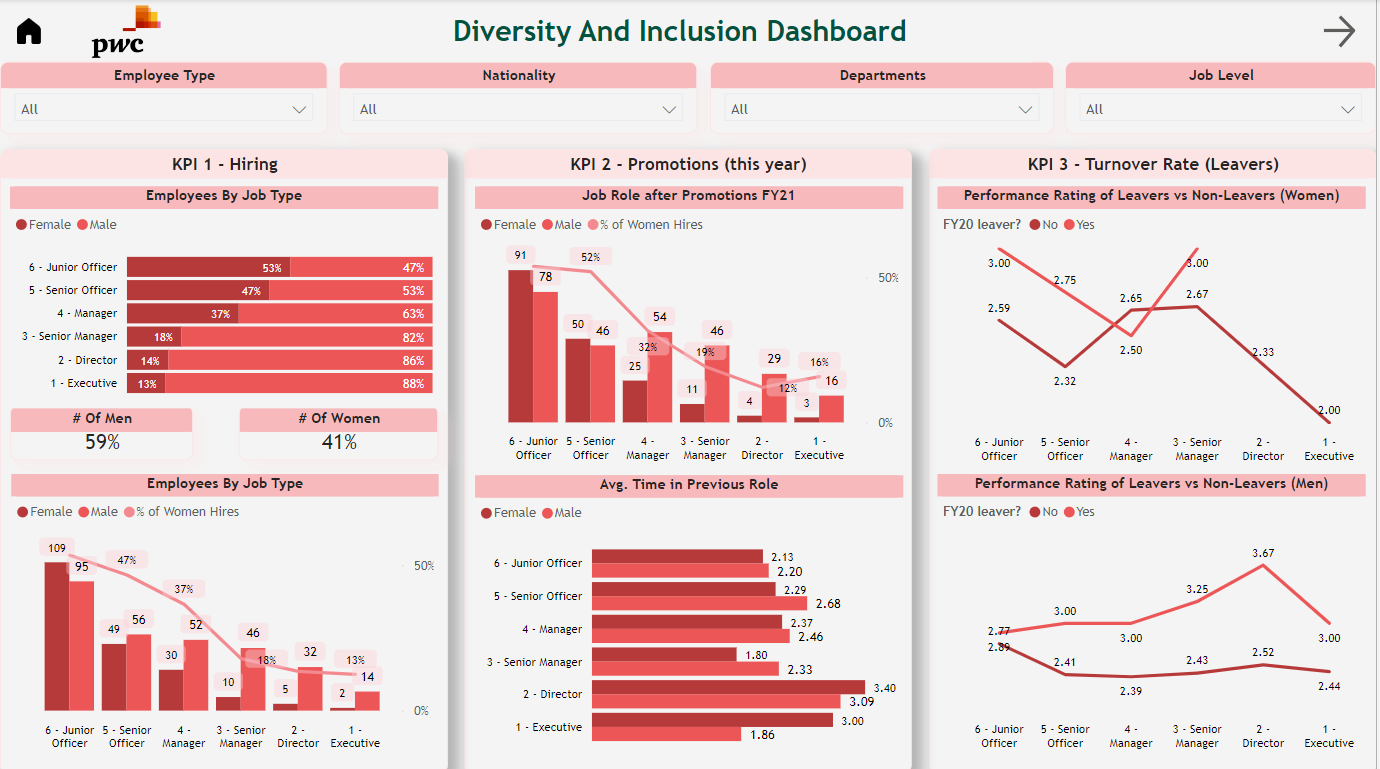 pwc
Diversity And Inclusion Dashboard
Employee Type
All
Nationality
All
Departments
All
Job Level
All
KPI 1 - Hiring
Employees By Job Type
Female Male
6 - Junior Officer 53% 47%
5 - Senior Officer 47% 53%
4 - Manager 37% 63%
3 - Senior Manager 18% 82%
2 - Director 14% 86%
1 - Executive 13% 88%
# Of Men
59%
# Of Women
41%
Employees By Job Type
Female Male % of Women Hires
109 95 49 56 30 52 10 46 5 32 2 14
47% 37% 18% 13%
50%
0%
6 - Junior Officer
5 - Senior Officer
4 - Manager
3 - Senior Manager
2 - Director
1 - Executive
KPI 2 - Promotions (this year)
Job Role after Promotions FY21
Female Male % of Women Hires
91 78 50 46 25 54 11 46 4 29 3 16
52% 32% 19% 12% 16%
50%
0%
6 - Junior Officer
5 - Senior Officer
4 - Manager
3 - Senior Manager
2 - Director
1 - Executive
Avg. Time in Previous Role
Female Male
6 - Junior Officer 2.13 2.20
5 - Senior Officer 2.29 2.68
4 - Manager 2.37 2.46
3 - Senior Manager 1.80 2.33
2 - Director 3.40 3.09
1 - Executive 3.00 1.86
KPI 3 - Turnover Rate (Leavers)
Performance Rating of Leavers vs Non-Leavers (Women)
FY20 leaver? No Yes
3.00 2.75 2.50 3.00
2.59 2.32 2.65 2.67 2.33 2.00
6 - Junior Officer
5 - Senior Officer
4 - Manager
3 - Senior Manager
2 - Director
1 - Executive
Performance Rating of Leavers vs Non-Leavers (Men)
FY20 leaver? No Yes
2.89 3.00 3.00 3.25 3.67 3.00
2.77 2.41 2.39 2.43 2.52 2.44
6 - Junior Officer
5 - Senior Officer
4 - Manager
3 - Senior Manager
2 - Director
1 - Executive